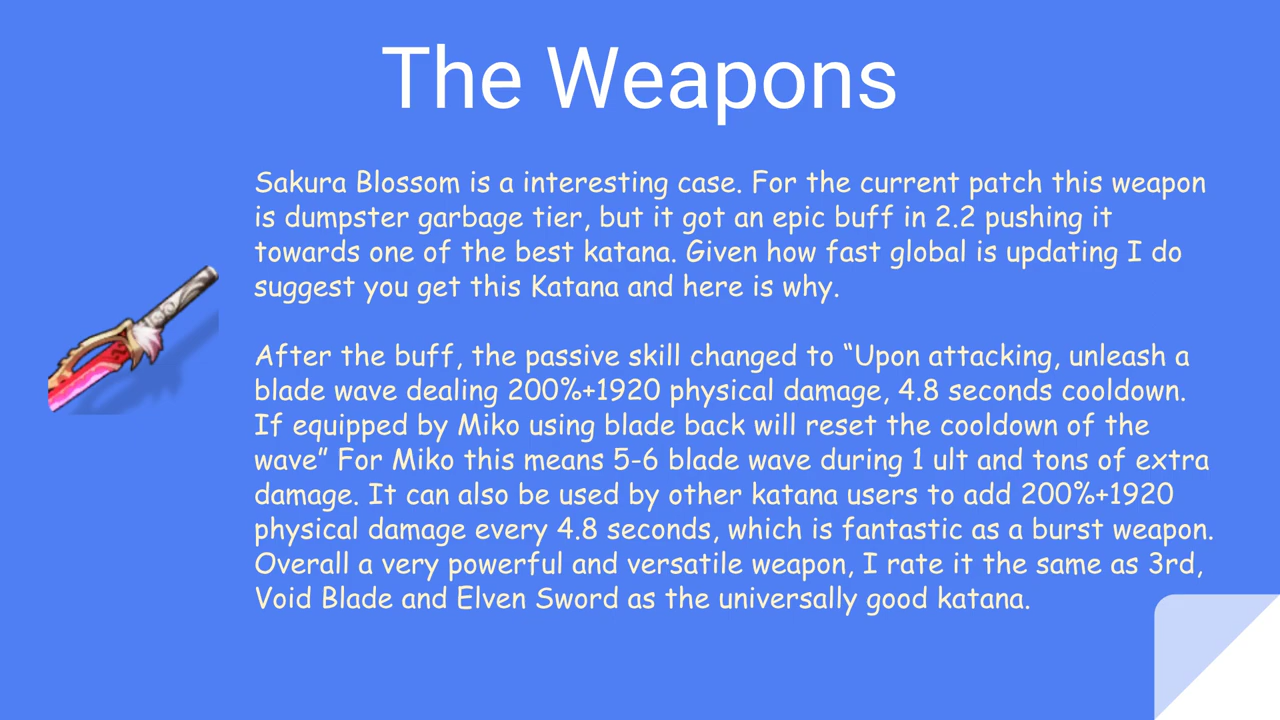 The Weapons
Sakura Blossom is a interesting case. For the current patch this weapon
is dumpster garbage tier, but it got an epic buff in 2.2 pushing it
towards one of the best katana. Given how fast global is updating I do
suggest you get this Katana and here is why.
After the buff, the passive skill changed to “Upon attacking, unleash a
blade wave dealing 200%+1920 physical damage, 4.8 seconds cooldown.
If equipped by Miko using blade back will reset the cooldown of the
wave” For Miko this means 5-6 blade wave during 1 ult and tons of extra
damage. It can also be used by other katana users to add 200%+1920
physical damage every 4.8 seconds, which is fantastic as a burst weapon.
Overall a very powerful and versatile weapon, I rate it the same as 3rd,
Void Blade and Elven Sword as the universally good katana.